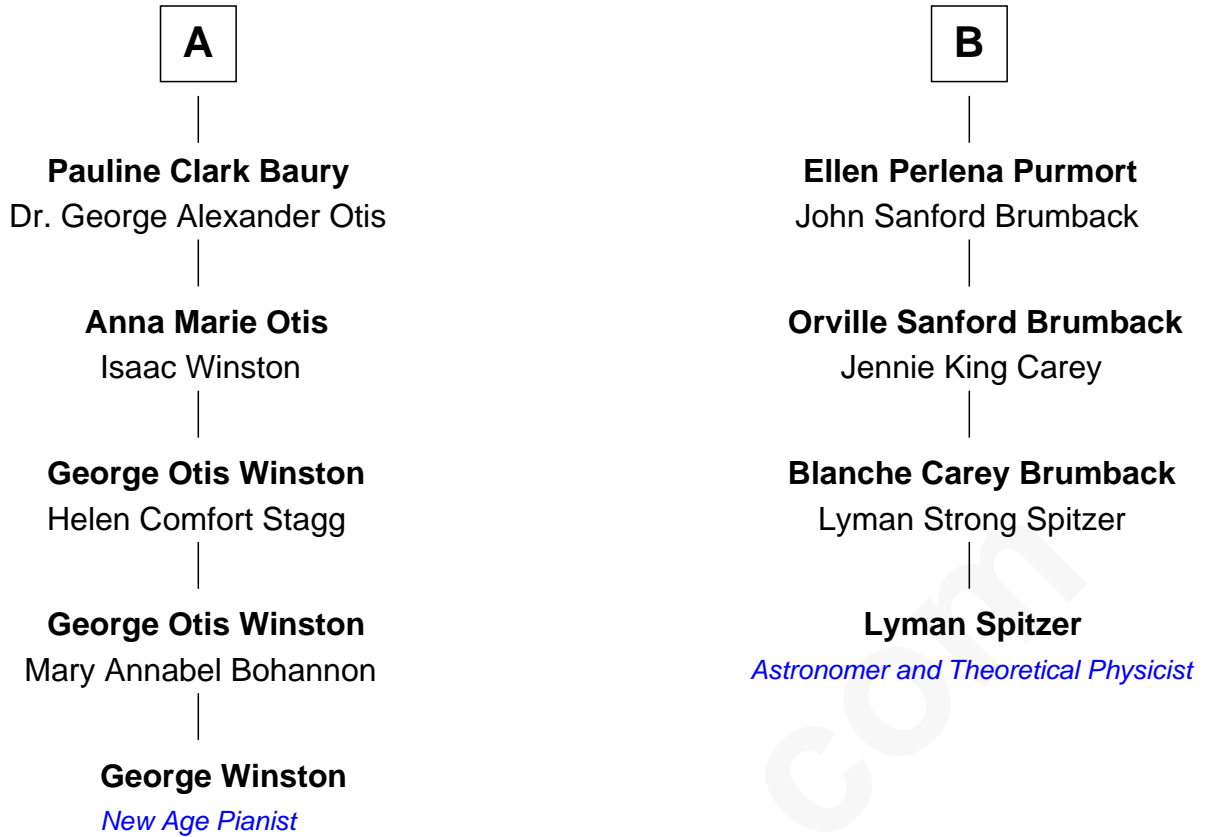 A
Pauline Clark Baury
Dr. George Alexander Otis
Anna Marie Otis
Isaac Winston
George Otis Winston
Helen Comfort Stagg
George Otis Winston
Mary Annabel Bohannon
George Winston
New Age Pianist
B
Ellen Perlena Purmort
John Sanford Brumback
Orville Sanford Brumback
Jennie King Carey
Blanche Carey Brumback
Lyman Strong Spitzer
Lyman Spitzer
Astronomer and Theoretical Physicist
com